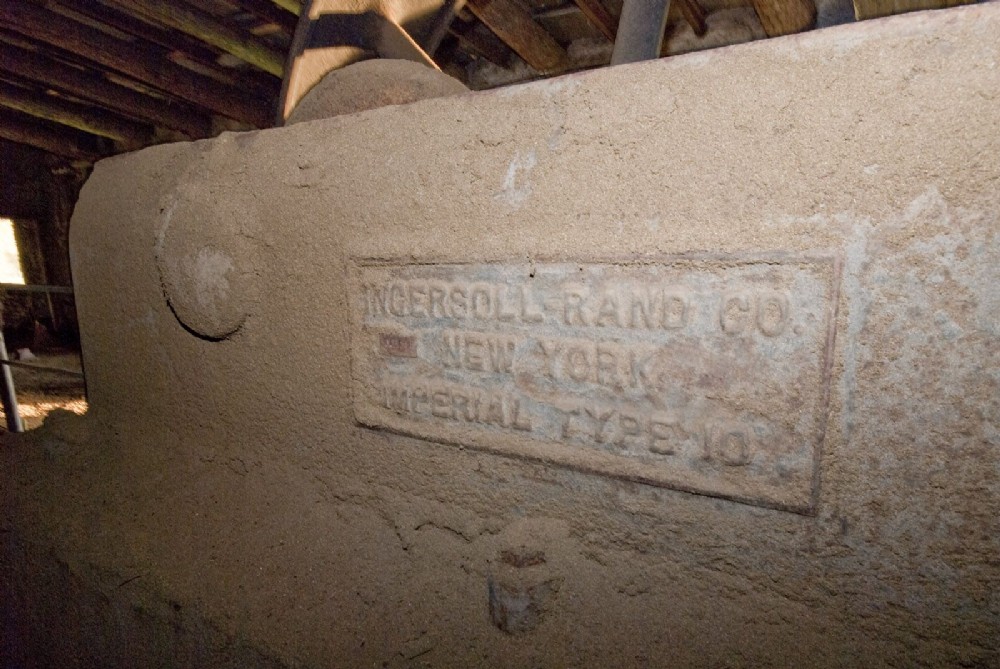 INGERSOLL-RAND CO.
NEW YORK
IMPERIAL TYPE 10